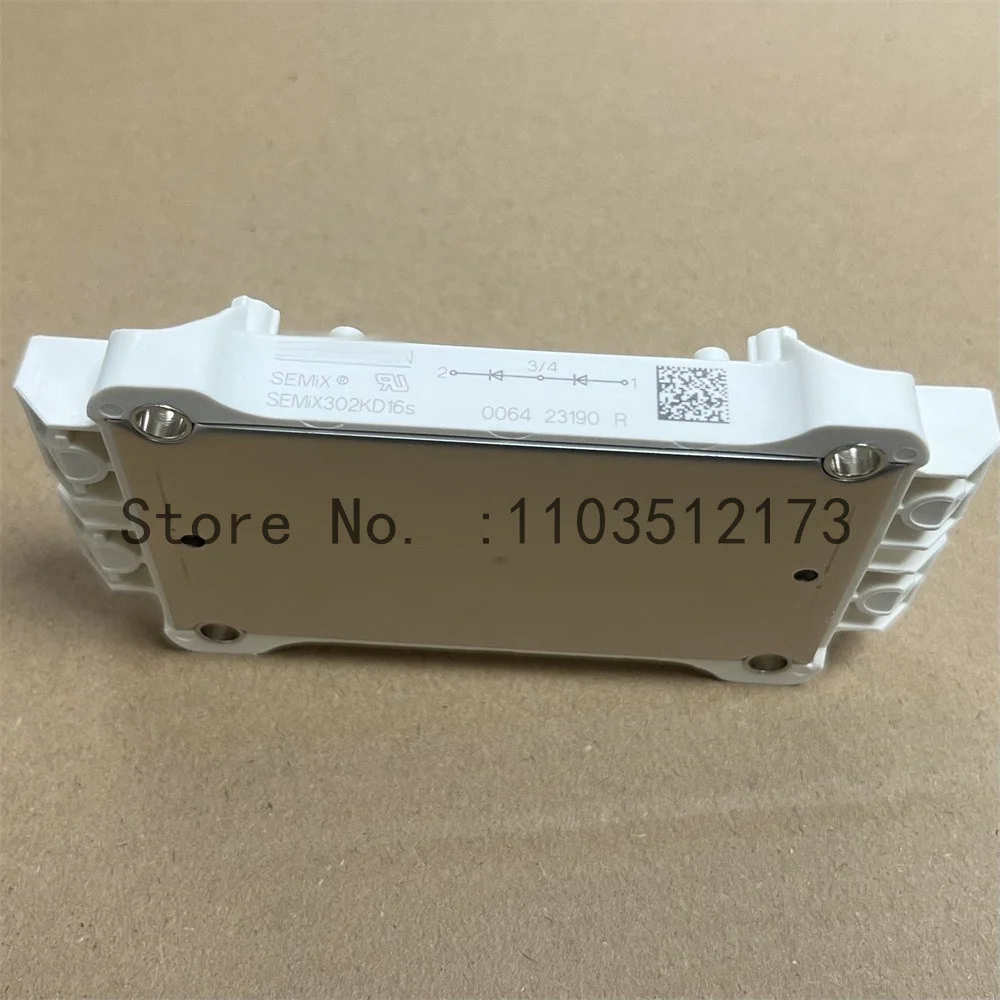 SEMiX ®
2 3/4 1
SEMiX302KD16s 0064 23190 R
Store No. :1103512173